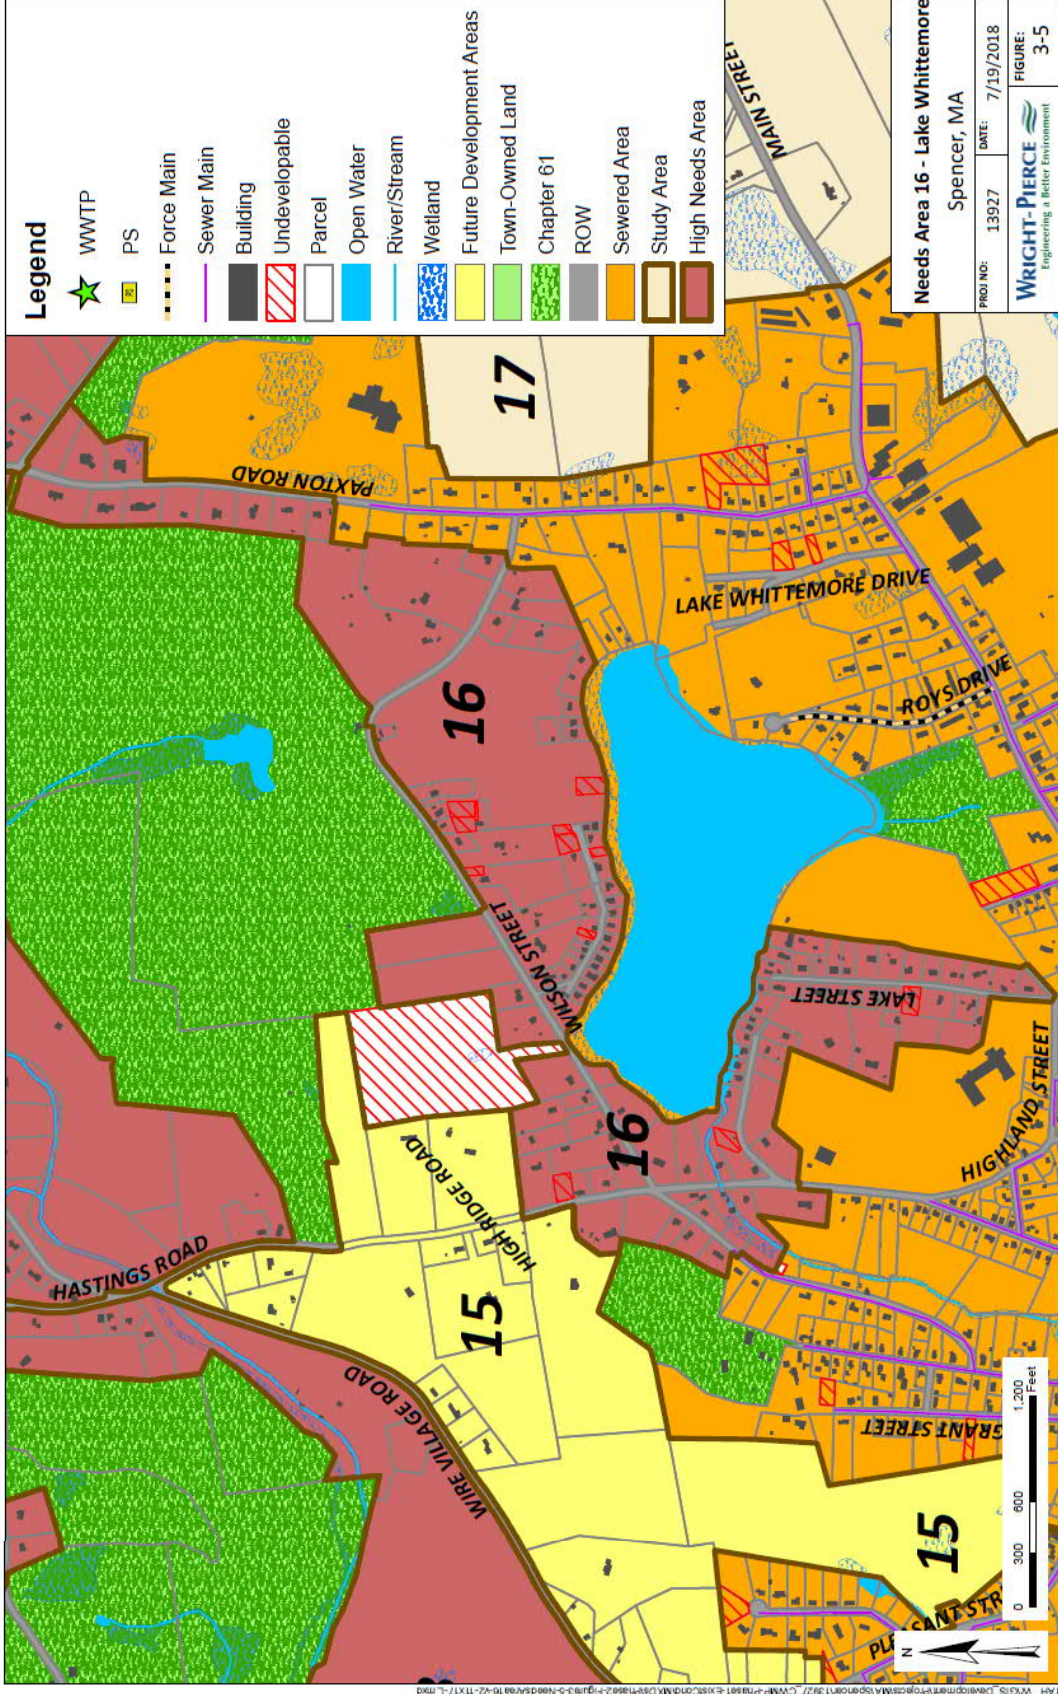 Legend
WWTP
PS
PS
Force Main
Sewer Main
Building
Undevelopable
Parcel
Open Water
River/Stream
Wetland
Future Development Areas
Town-Owned Land
Chapter 61
ROW
Sewered Area
Study Area
High Needs Area
HASTINGS ROAD
WIRE VILLAGE ROAD
HIGH RIDGE ROAD
15
15
PAXTON ROAD
16
17
WILSON STREET
16
MAIN STREET
LAKE WHITTEMORE DRIVE
ROYS DRIVE
LAKE STREET
HIGHLAND STREET
GRANT STREET
N
0 300 600 1,200
Feet
Needs Area 16 - Lake Whittemore
Spencer, MA
PROJ NO: 13927
DATE: 7/19/2018
WRIGHT-PIERCE
Engineering a Better Environment
FIGURE:
3-5